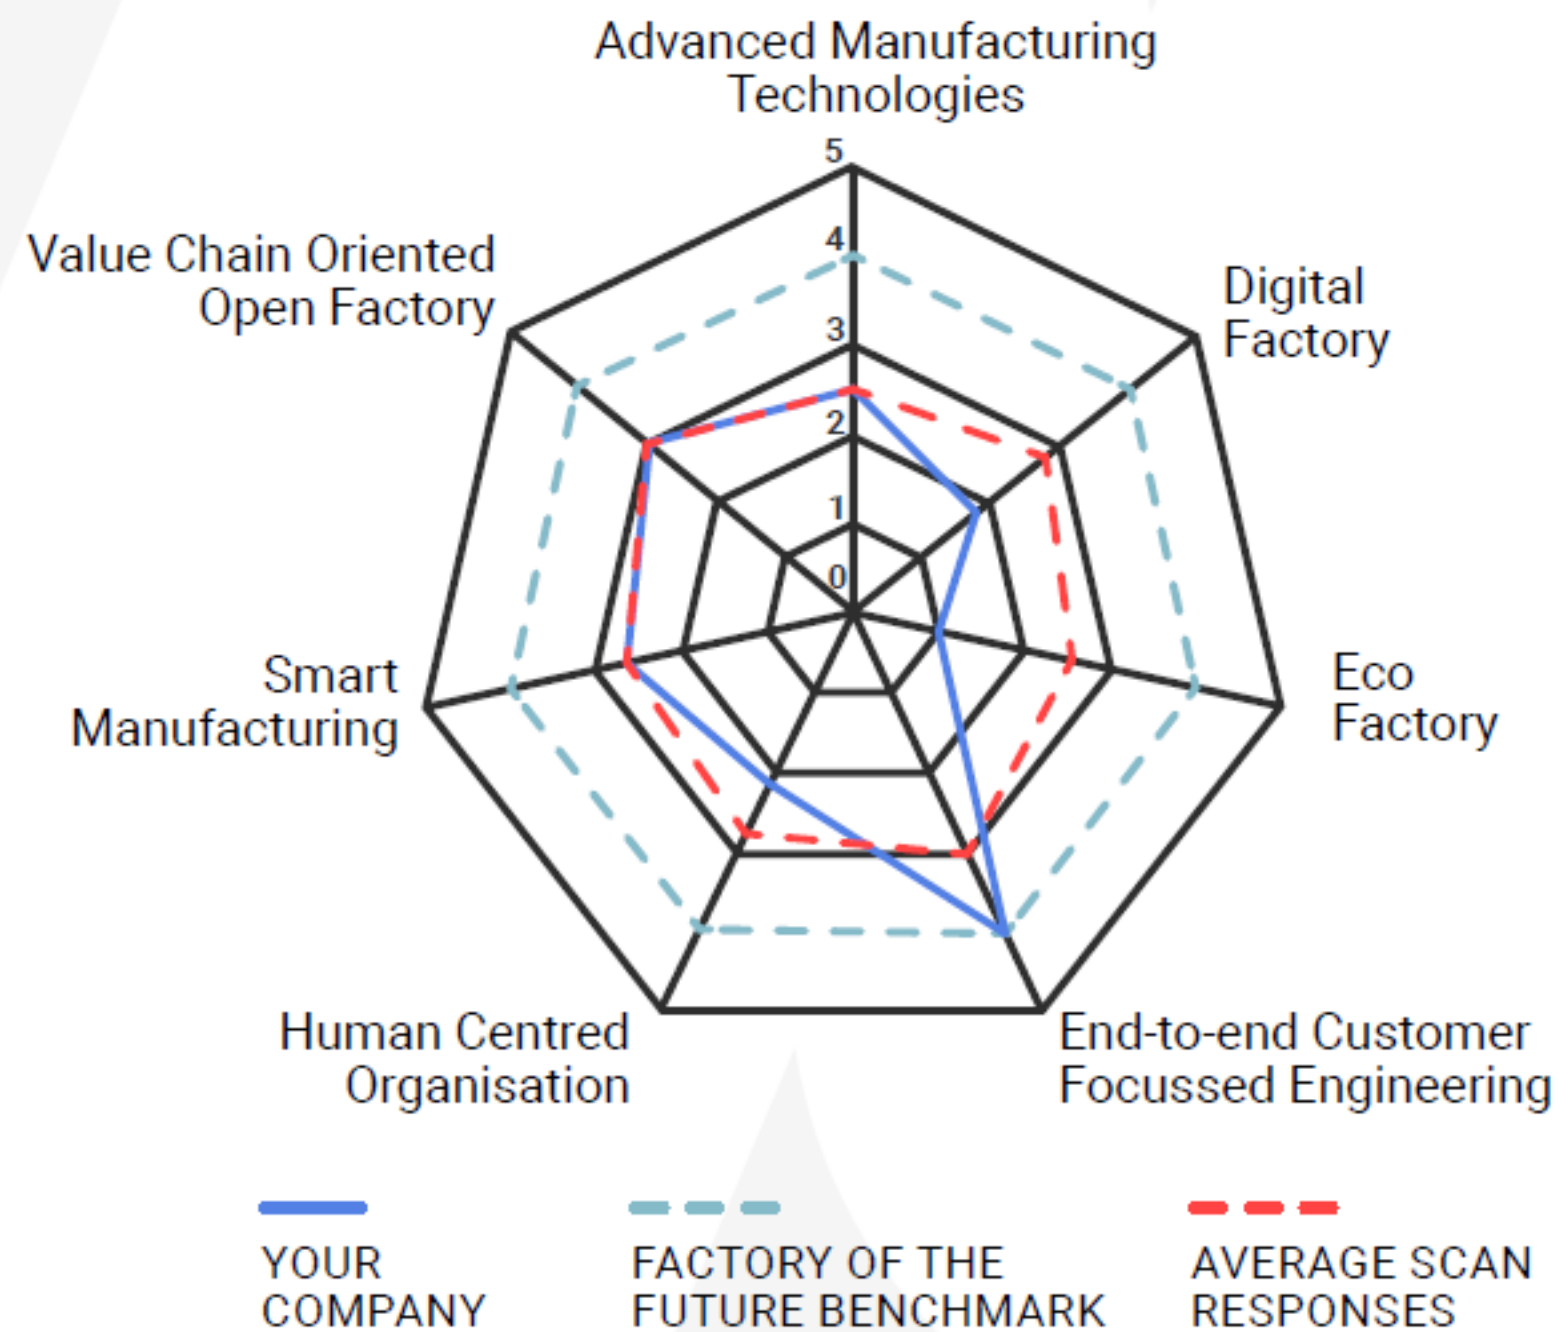 Advanced Manufacturing
Technologies
5
4
3
2
1
0
Value Chain Oriented
Open Factory
Digital
Factory
Smart
Manufacturing
Eco
Factory
Human Centred
Organisation
End-to-end Customer
Focussed Engineering
YOUR
COMPANY
FACTORY OF THE
FUTURE BENCHMARK
AVERAGE SCAN
RESPONSES